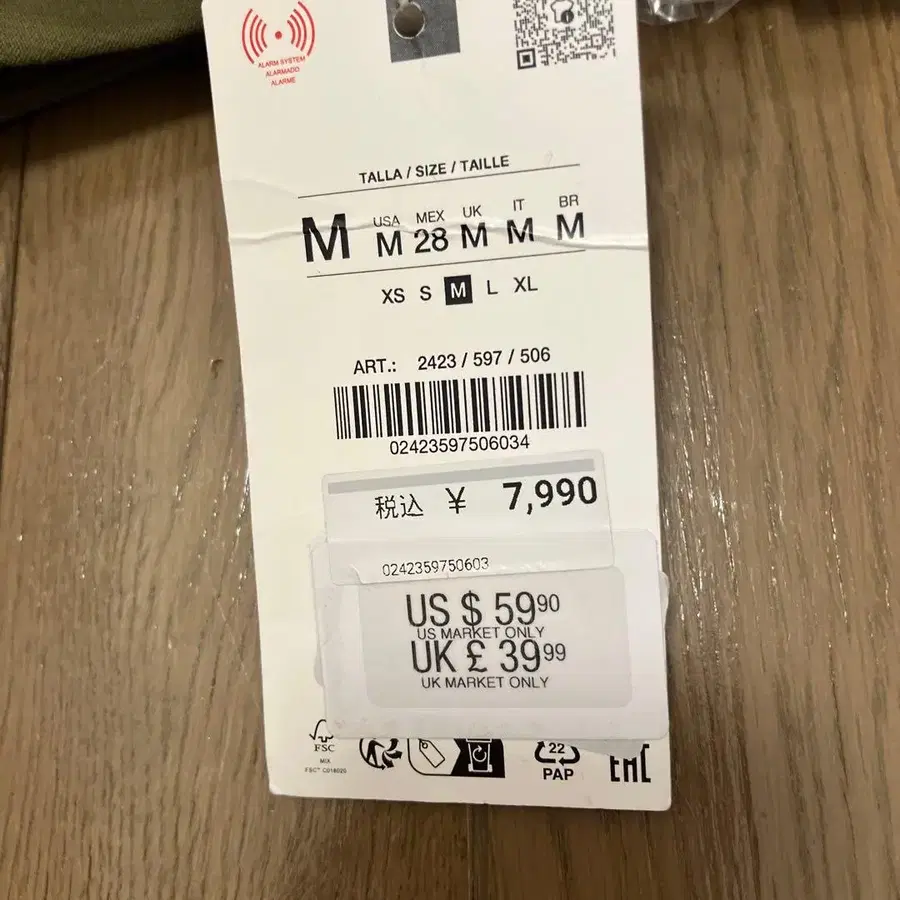 ALARM SYSTEM
ALARMADO
ALARME
TALLA / SIZE / TAILLE
M USA M MEX 28 UK M IT M BR M
XS S M L XL
ART.: 2423 / 597 / 506
02423597506034
税込 ¥ 7,990
0242359750603
US $ 5990
US MARKET ONLY
UK £ 3999
UK MARKET ONLY
FSC
MIX
22
PAP
EAC